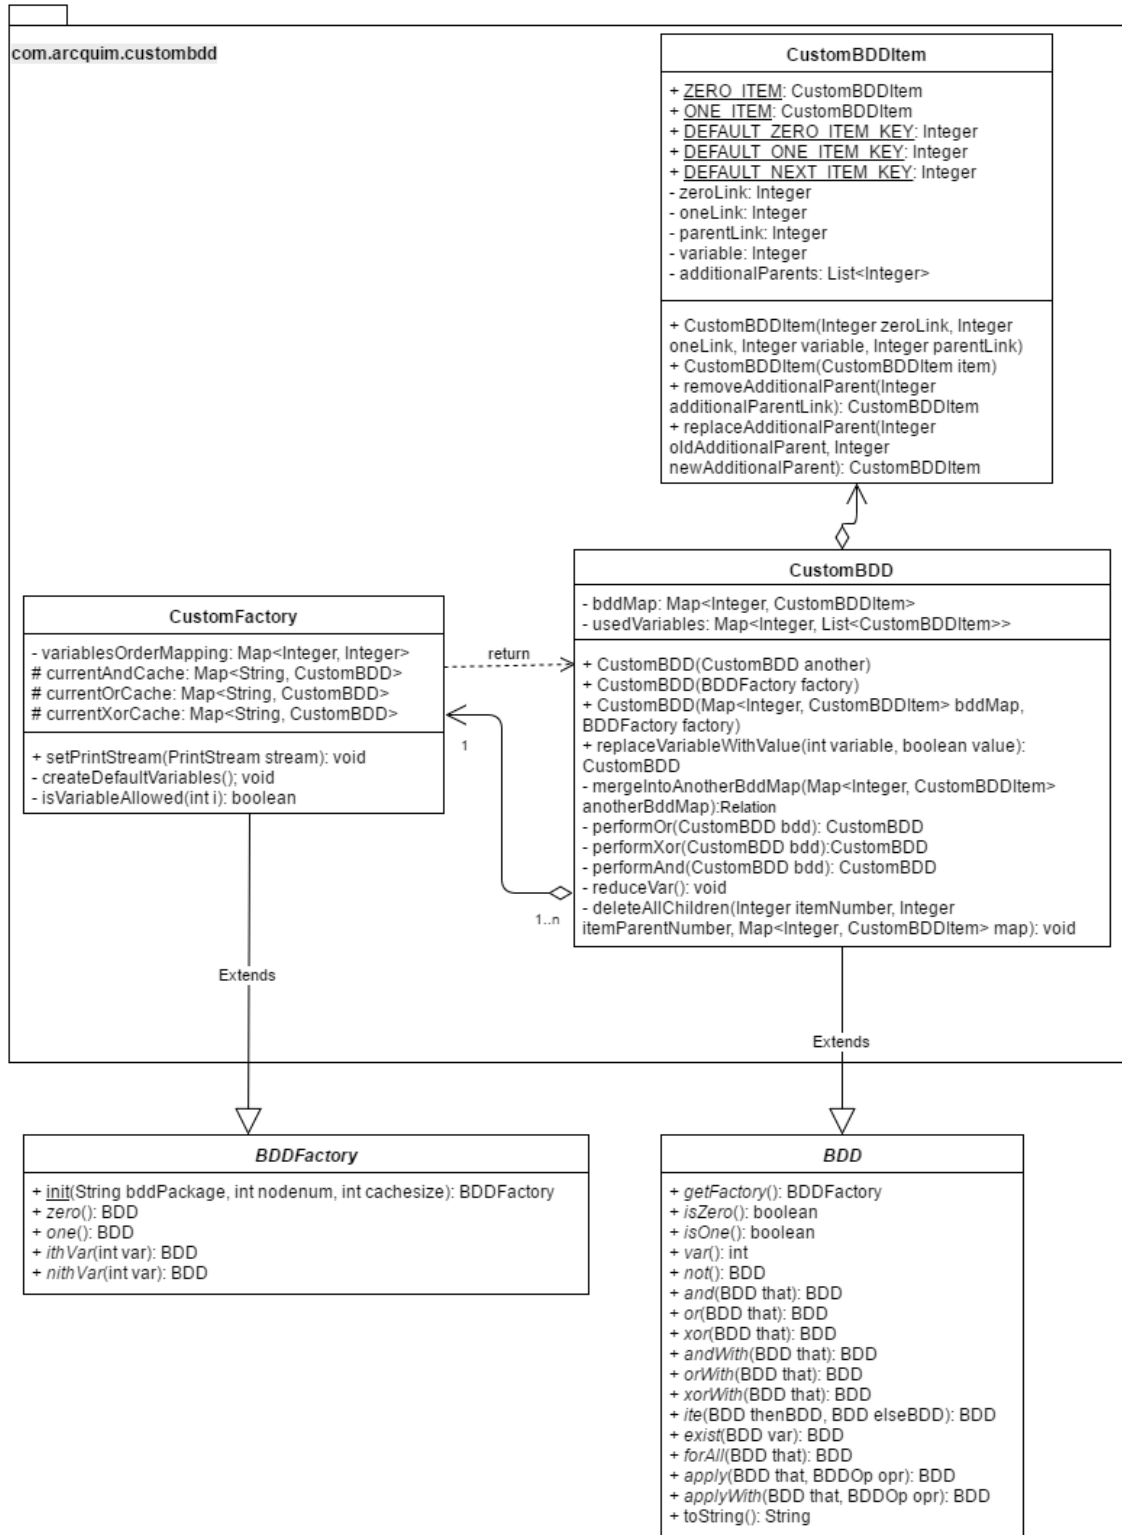 com.arcquim.custombdd
CustomBDDItem
+ ZERO_ITEM: CustomBDDItem
+ ONE_ITEM: CustomBDDItem
+ DEFAULT_ZERO_ITEM_KEY: Integer
+ DEFAULT_ONE_ITEM_KEY: Integer
+ DEFAULT_NEXT_ITEM_KEY: Integer
- zeroLink: Integer
- oneLink: Integer
- parentLink: Integer
- variable: Integer
- additionalParents: List<Integer>
+ CustomBDDItem(Integer zeroLink, Integer
oneLink, Integer variable, Integer parentLink)
+ CustomBDDItem(CustomBDDItem item)
+ removeAdditionalParent(Integer
additionalParentLink): CustomBDDItem
+ replaceAdditionalParent(Integer
oldAdditionalParent, Integer
newAdditionalParent): CustomBDDItem
CustomFactory
- variablesOrderMapping: Map<Integer, Integer>
# currentAndCache: Map<String, CustomBDD>
# currentOrCache: Map<String, CustomBDD>
# currentXorCache: Map<String, CustomBDD>
+ setPrintStream(PrintStream stream): void
- createDefaultVariables(); void
- isVariableAllowed(int i): boolean
return
1
1..n
CustomBDD
- bddMap: Map<Integer, CustomBDDItem>
- usedVariables: Map<Integer, List<CustomBDDItem>>
+ CustomBDD(CustomBDD another)
+ CustomBDD(BDDFactory factory)
+ CustomBDD(Map<Integer, CustomBDDItem> bddMap,
BDDFactory factory)
+ replaceVariableWithValue(int variable, boolean value):
CustomBDD
- mergeIntoAnotherBddMap(Map<Integer, CustomBDDItem>
anotherBddMap):Relation
- performOr(CustomBDD bdd): CustomBDD
- performXor(CustomBDD bdd):CustomBDD
- performAnd(CustomBDD bdd): CustomBDD
- reduceVar(): void
- deleteAllChildren(Integer itemNumber, Integer
itemParentNumber, Map<Integer, CustomBDDItem> map): void
Extends
Extends
BDDFactory
+ init(String bddPackage, int nodenum, int cachesize): BDDFactory
+ zero(): BDD
+ one(): BDD
+ ithVar(int var): BDD
+ nithVar(int var): BDD
BDD
+ getFactory(): BDDFactory
+ isZero(): boolean
+ isOne(): boolean
+ var(): int
+ not(): BDD
+ and(BDD that): BDD
+ or(BDD that): BDD
+ xor(BDD that): BDD
+ andWith(BDD that): BDD
+ orWith(BDD that): BDD
+ xorWith(BDD that): BDD
+ ite(BDD thenBDD, BDD elseBDD): BDD
+ exist(BDD var): BDD
+ forAll(BDD that): BDD
+ apply(BDD that, BDDOp opr): BDD
+ applyWith(BDD that, BDDOp opr): BDD
+ toString(): String